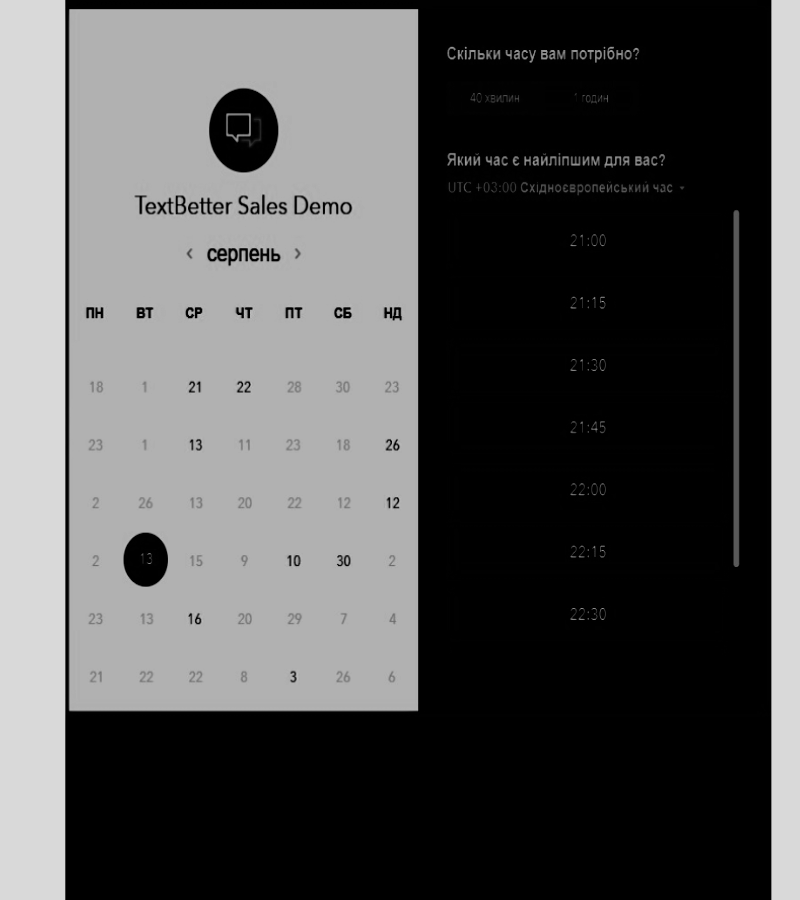 TextBetter Sales Demo
‹ серпень ›
ПН ВТ СР ЧТ ПТ СБ НД
18 1 21 22 28 30 23
23 1 13 11 23 18 26
2 26 13 20 22 12 12
2 13 15 9 10 30 2
23 13 16 20 29 7 4
21 22 22 8 3 26 6
Скільки часу вам потрібно?
40 хвилин 1 годин
Який час є найліпшим для вас?
UTC +03:00 Східноєвропейський час
21:00
21:15
21:30
21:45
22:00
22:15
22:30